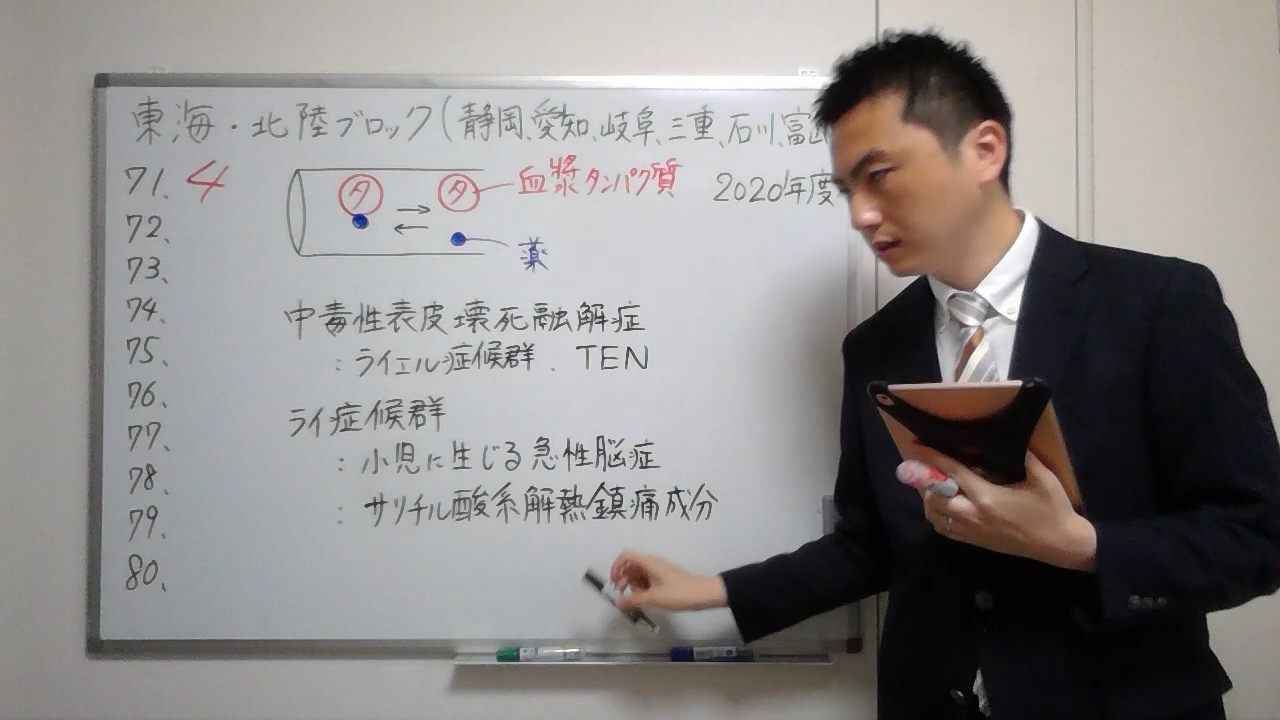 東海・北陸ブロック(静岡、愛知、岐阜、三重、石川、富
71、4
72、
73、
74、
75、
76、
77、
78、
79、
80、
タ タ 血漿タンパク質
薬
2020年度
中毒性表皮壊死融解症
:ライエル症候群. TEN
ライ症候群
:小児に生じる急性脳症
:サリチル酸系解熱鎮痛成分